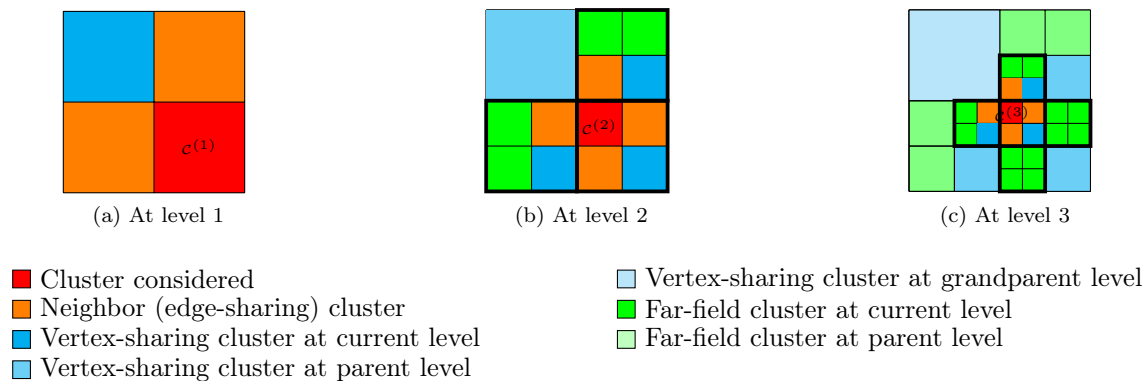 𝒞⁽¹⁾
𝒞⁽²⁾
𝒞⁽³⁾
(a) At level 1
(b) At level 2
(c) At level 3
Cluster considered
Neighbor (edge-sharing) cluster
Vertex-sharing cluster at current level
Vertex-sharing cluster at parent level
Vertex-sharing cluster at grandparent level
Far-field cluster at current level
Far-field cluster at parent level